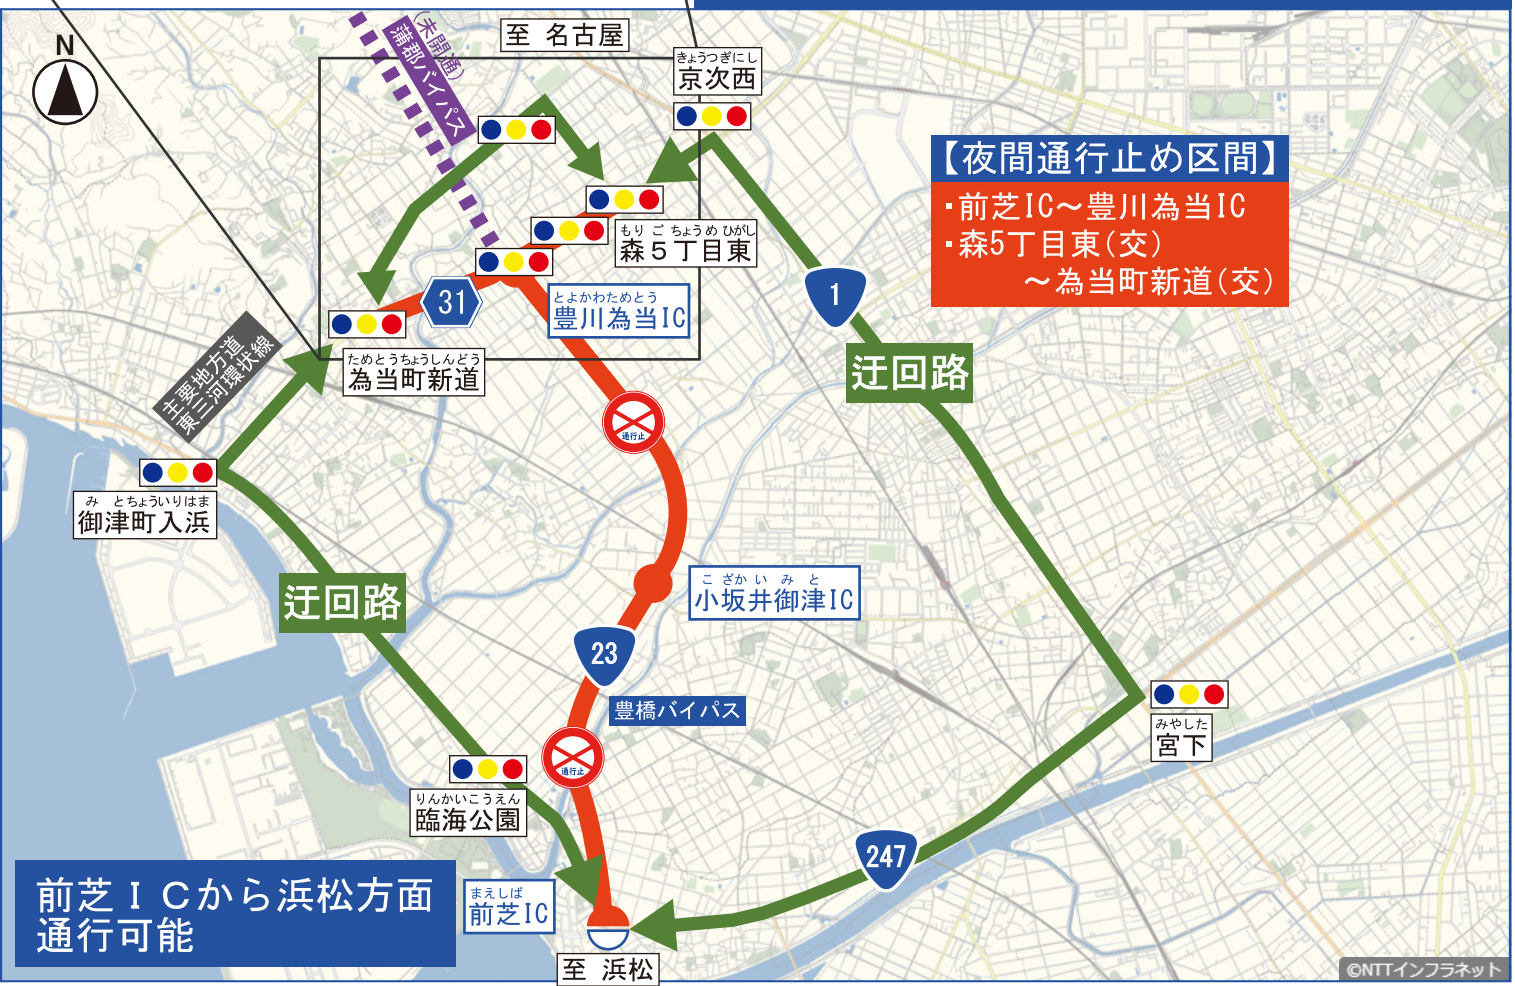 N
(未開通)
蒲郡バイパス
至 名古屋
きょうつぎにし
京次西
【夜間通行止め区間】
・前芝IC～豊川為当IC
・森5丁目東(交)
～為当町新道(交)
もり ご ちょうめ ひがし
森5丁目東
31
とよかわためとう
豊川為当IC
1
ためとうちょうしんどう
為当町新道
迂回路
主要地方道
東三河環状線
通行止
み とちょういりはま
御津町入浜
こ ざかい み と
小坂井御津IC
迂回路
23
豊橋バイパス
みやした
宮下
通行止
りんかいこうえん
臨海公園
247
前芝ICから浜松方面
通行可能
まえしば
前芝IC
至 浜松
©NTTインフラネット